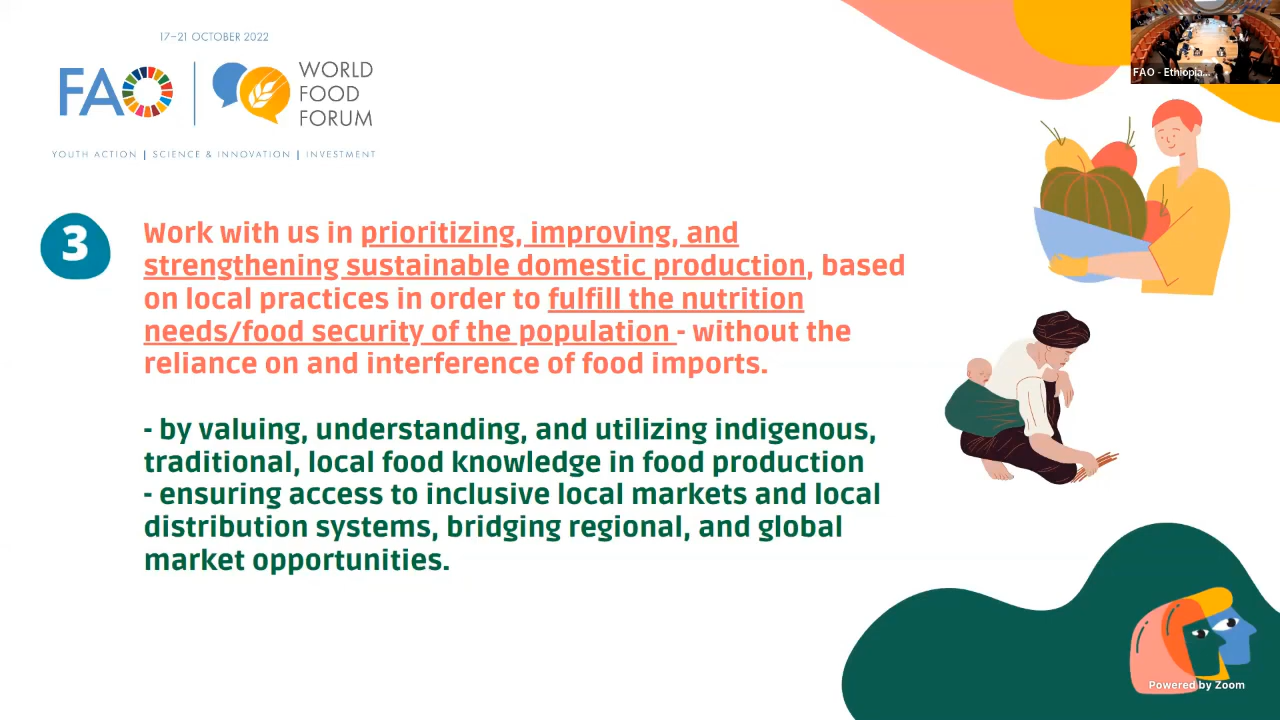 17–21 OCTOBER 2022
FAO
WORLD
FOOD
FORUM
YOUTH ACTION | SCIENCE & INNOVATION | INVESTMENT
FAO - Ethiopia...
3
Work with us in prioritizing, improving, and
strengthening sustainable domestic production, based
on local practices in order to fulfill the nutrition
needs/food security of the population - without the
reliance on and interference of food imports.
- by valuing, understanding, and utilizing indigenous,
traditional, local food knowledge in food production
- ensuring access to inclusive local markets and local
distribution systems, bridging regional, and global
market opportunities.
Powered by Zoom